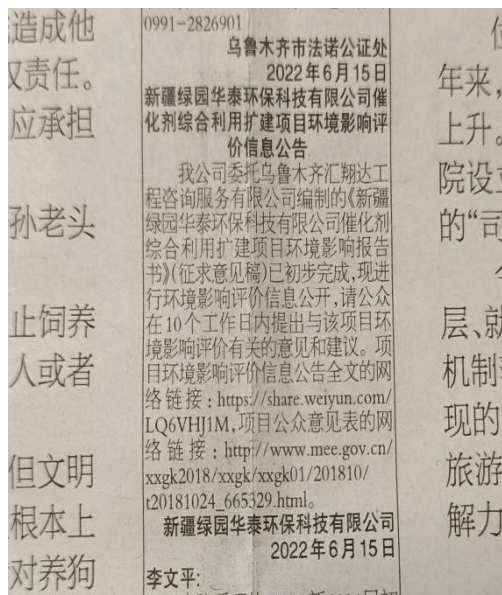 造成他
责任。
应承担
孙老头
止饲养
人或者
但文明
根本上
对养狗
0991-2826901
乌鲁木齐市法诺公证处
2022年6月15日
新疆绿园华泰环保科技有限公司催
化剂综合利用扩建项目环境影响评
价信息公告
我公司委托乌鲁木齐汇翔达工
程咨询服务有限公司编制的《新疆
绿园华泰环保科技有限公司催化剂
综合利用扩建项目环境影响报告
书》(征求意见稿)已初步完成,现进
行环境影响评价信息公开,请公众
在10个工作日内提出与该项目环
境影响评价有关的意见和建议。项
目环境影响评价信息公告全文的网
络链接:https://share.weiyun.com/
LQ6VHJ1M,项目公众意见表的网
络链接:http://www.mee.gov.cn/
xxgk2018/xxgk/xxgk01/201810/
t20181024_665329.html。
新疆绿园华泰环保科技有限公司
2022年6月15日
李文平:
年来,
上升。
院设立
的“司
层、就
机制
现的
旅游
解力